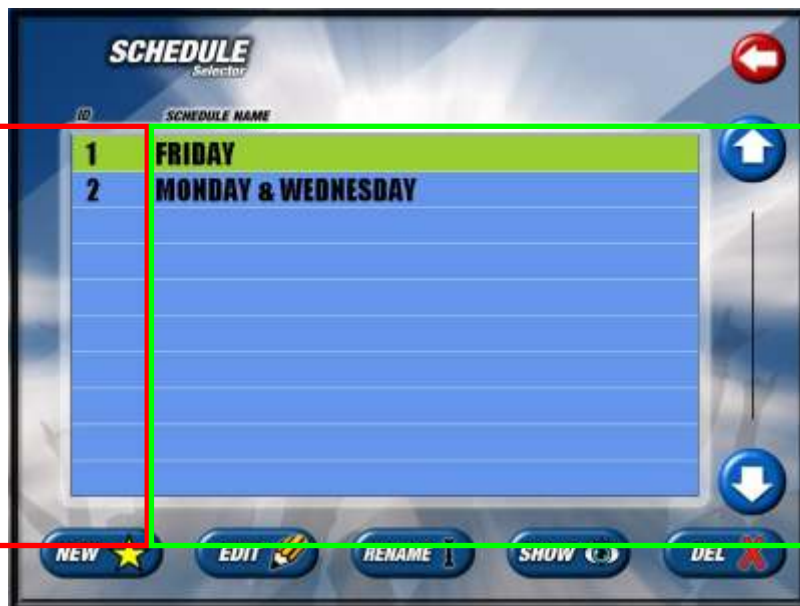 SCHEDULE
Selector
ID SCHEDULE NAME
1 FRIDAY
2 MONDAY & WEDNESDAY
NEW EDIT RENAME SHOW DEL